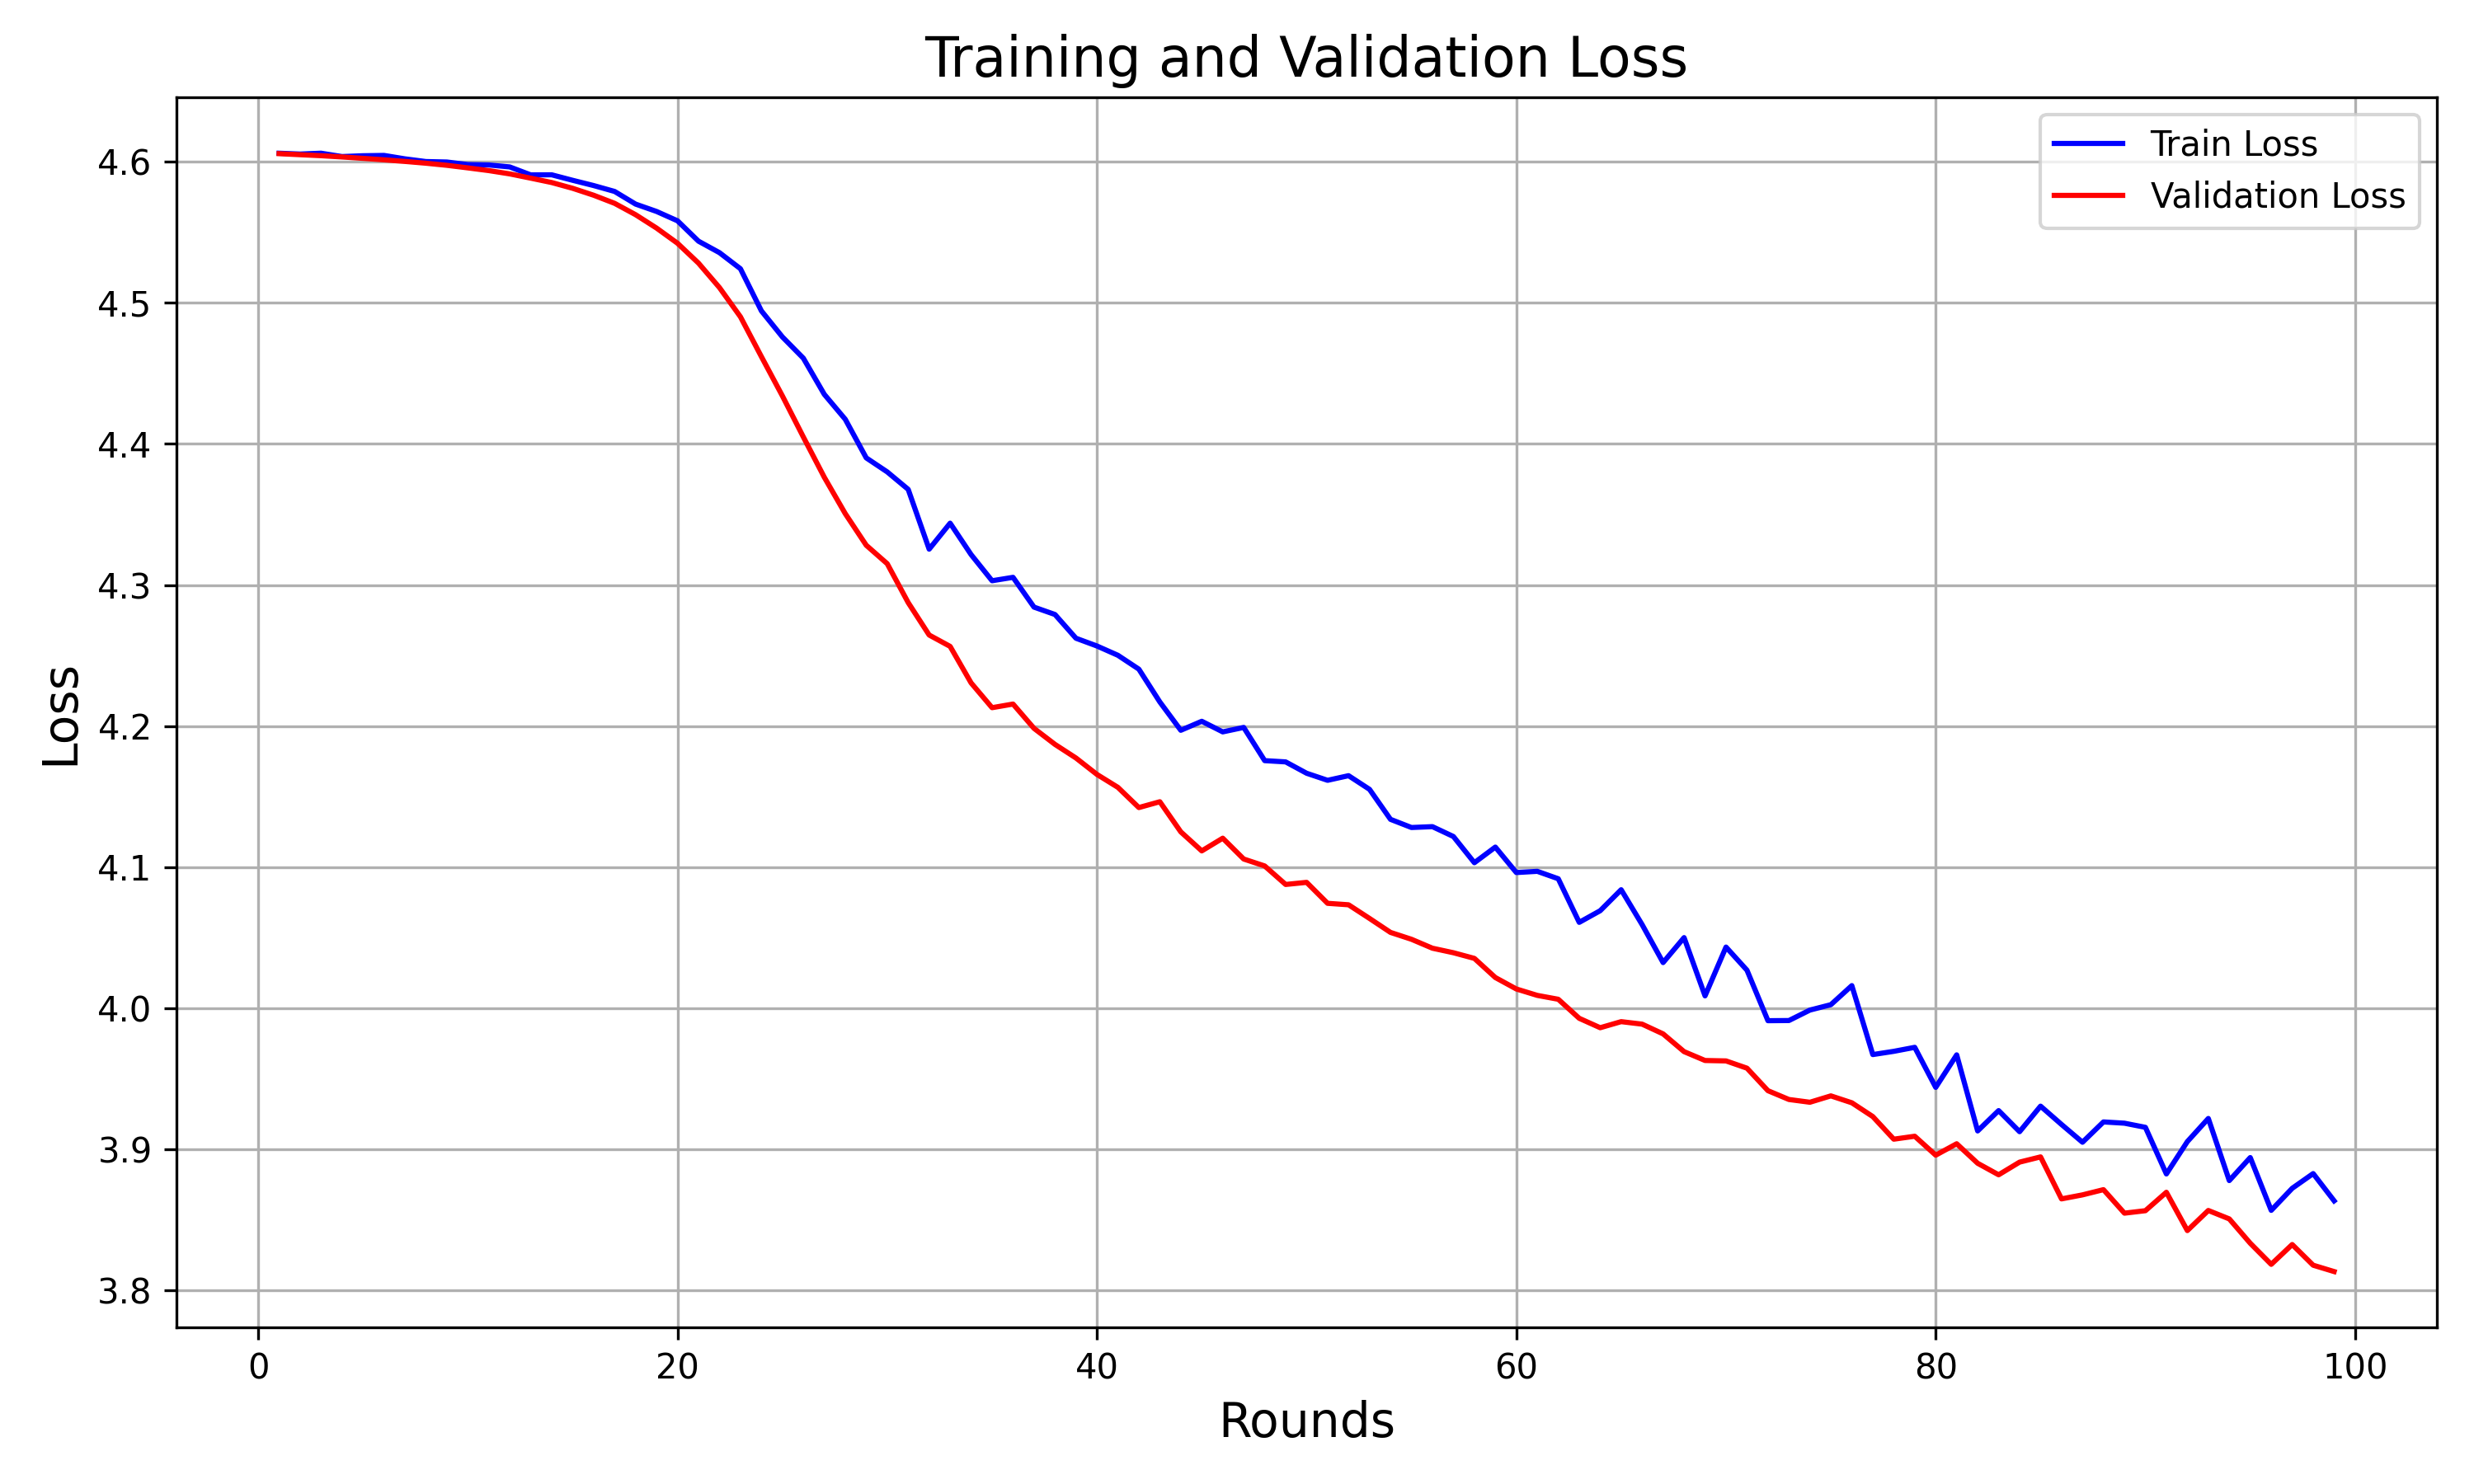 Training and Validation Loss
Train Loss
Validation Loss
4.6
4.5
4.4
4.3
4.2
4.1
4.0
3.9
3.8
Loss
0 20 40 60 80 100
Rounds